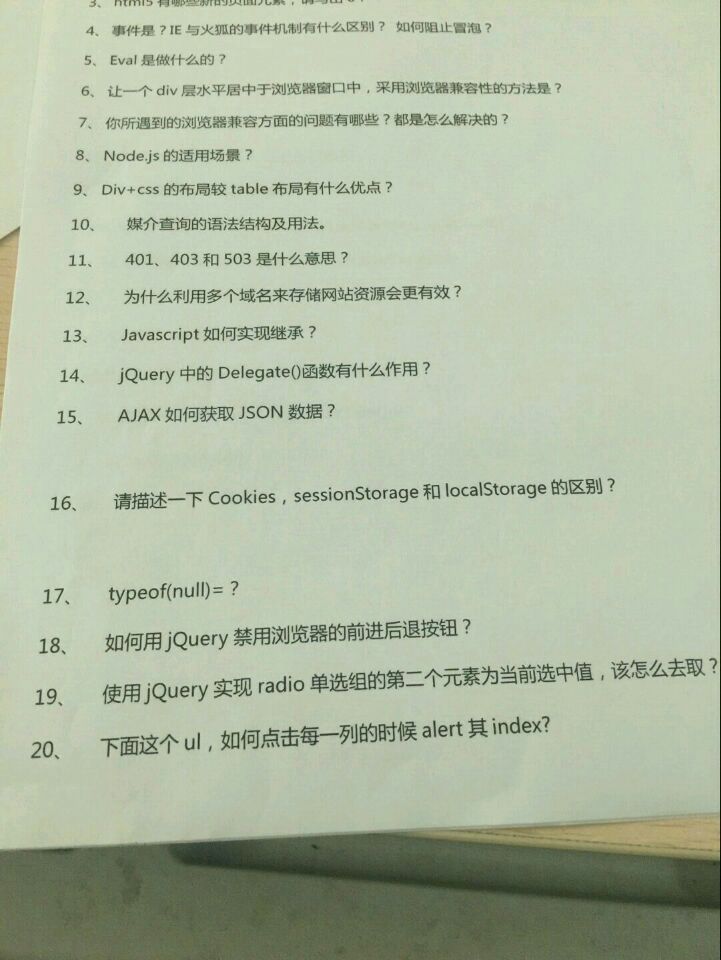 3、 html5 有哪些新的页面元素，请写出
4、 事件是？IE 与火狐的事件机制有什么区别？ 如何阻止冒泡？
5、 Eval 是做什么的？
6、 让一个 div 层水平居中于浏览器窗口中，采用浏览器兼容性的方法是？
7、 你所遇到的浏览器兼容方面的问题有哪些？都是怎么解决的？
8、 Node.js 的适用场景？
9、 Div+css 的布局较 table 布局有什么优点？
10、 媒介查询的语法结构及用法。
11、 401、403 和 503 是什么意思？
12、 为什么利用多个域名来存储网站资源会更有效？
13、 Javascript 如何实现继承？
14、 jQuery 中的 Delegate()函数有什么作用？
15、 AJAX 如何获取 JSON 数据？
16、 请描述一下 Cookies，sessionStorage 和 localStorage 的区别？
17、 typeof(null)=？
18、 如何用 jQuery 禁用浏览器的前进后退按钮？
19、 使用 jQuery 实现 radio 单选组的第二个元素为当前选中值，该怎么去取？
20、 下面这个 ul，如何点击每一列的时候 alert 其 index?